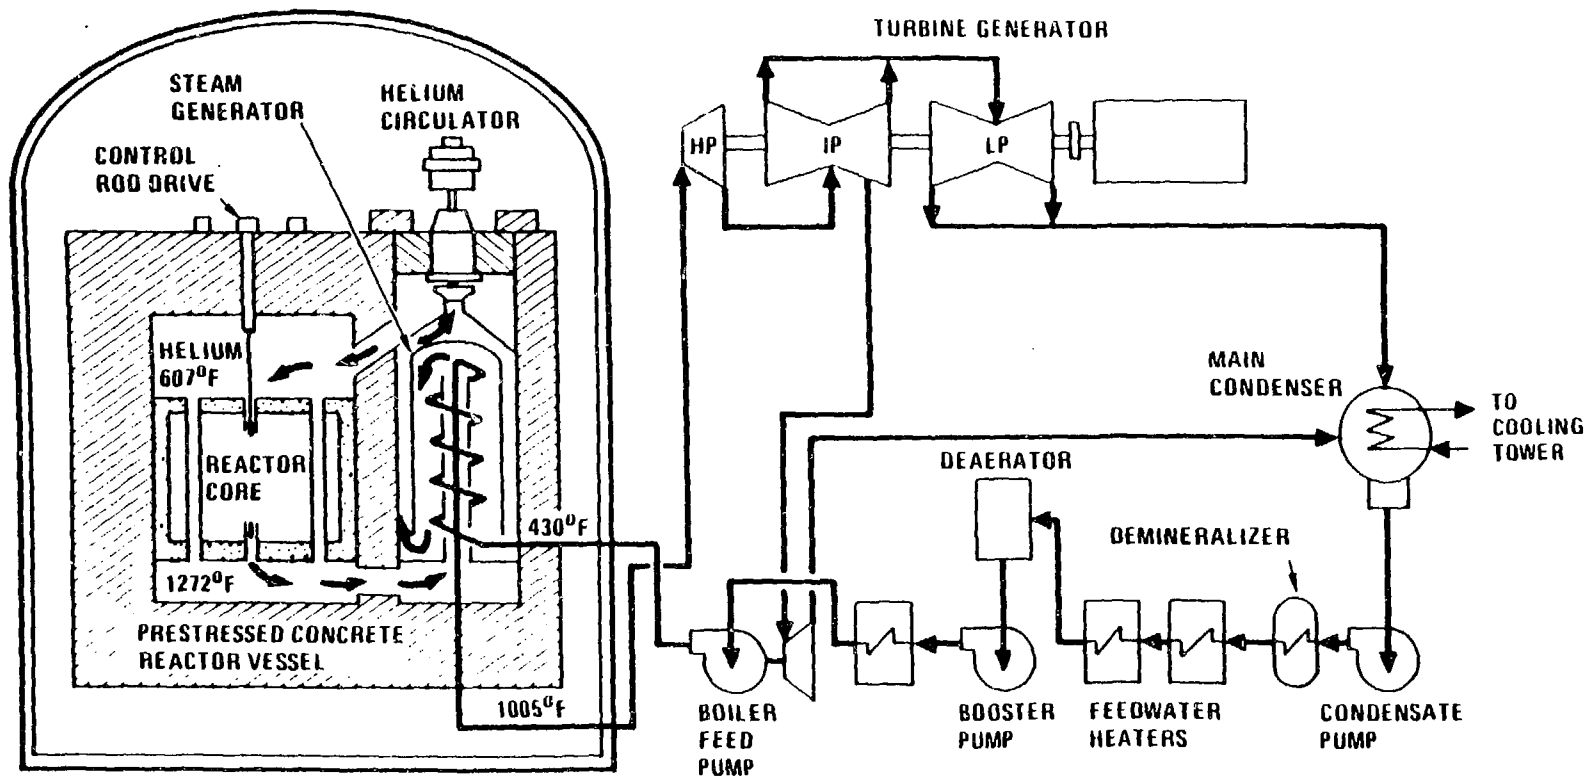 TURBINE GENERATOR
STEAM
GENERATOR
HELIUM
CIRCULATOR
CONTROL
ROD DRIVE
HP
IP
LP
HELIUM
607°F
REACTOR
CORE
1272°F
430°F
1005°F
PRESTRESSED CONCRETE
REACTOR VESSEL
MAIN
CONDENSER
TO
COOLING
TOWER
DEAERATOR
DEMINERALIZER
BOILER
FEED
PUMP
BOOSTER
PUMP
FEEDWATER
HEATERS
CONDENSATE
PUMP